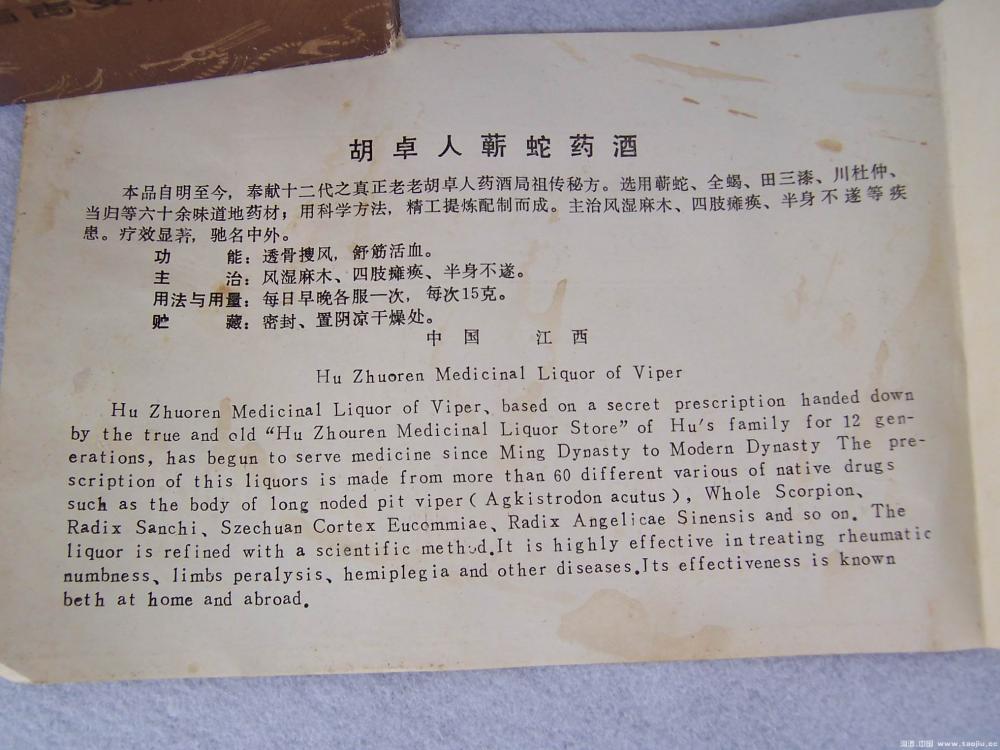 胡卓人蕲蛇药酒
本品自明至今，奉献十二代之真正老老胡卓人药酒局祖传秘方。选用蕲蛇、全蝎、田三漆、川杜仲、
当归等六十余味道地药材；用科学方法，精工提炼配制而成。主治风湿麻木、四肢瘫痪、半身不遂等疾
患。疗效显著，驰名中外。
功能：透骨搜风，舒筋活血。
主治：风湿麻木、四肢瘫痪、半身不遂。
用法与用量：每日早晚各服一次，每次15克。
贮藏：密封、置阴凉干燥处。
中国 江西
Hu Zhuoren Medicinal Liquor of Viper
Hu Zhuoren Medicinal Liquor of Viper、based on a secret prescription handed down
by the true and old “Hu Zhouren Medicinal Liquor Store” of Hu's family for 12 gen-
erations, has begun to serve medicine since Ming Dynasty to Modern Dynasty The pre-
scription of this liquors is made from more than 60 different various of native drugs
such as the body of long noded pit viper（Agkistrodon acutus）, Whole Scorpion、
Radix Sanchi、Szechuan Cortex Eucommiae、Radix Angelicae Sinensis and so on. The
liquor is refined with a scientific method.It is highly effective in treating rheumatic
numbness、limbs peralysis、hemiplegia and other diseases.Its effectiveness is known
beth at home and abroad.
www.taojiu.cc